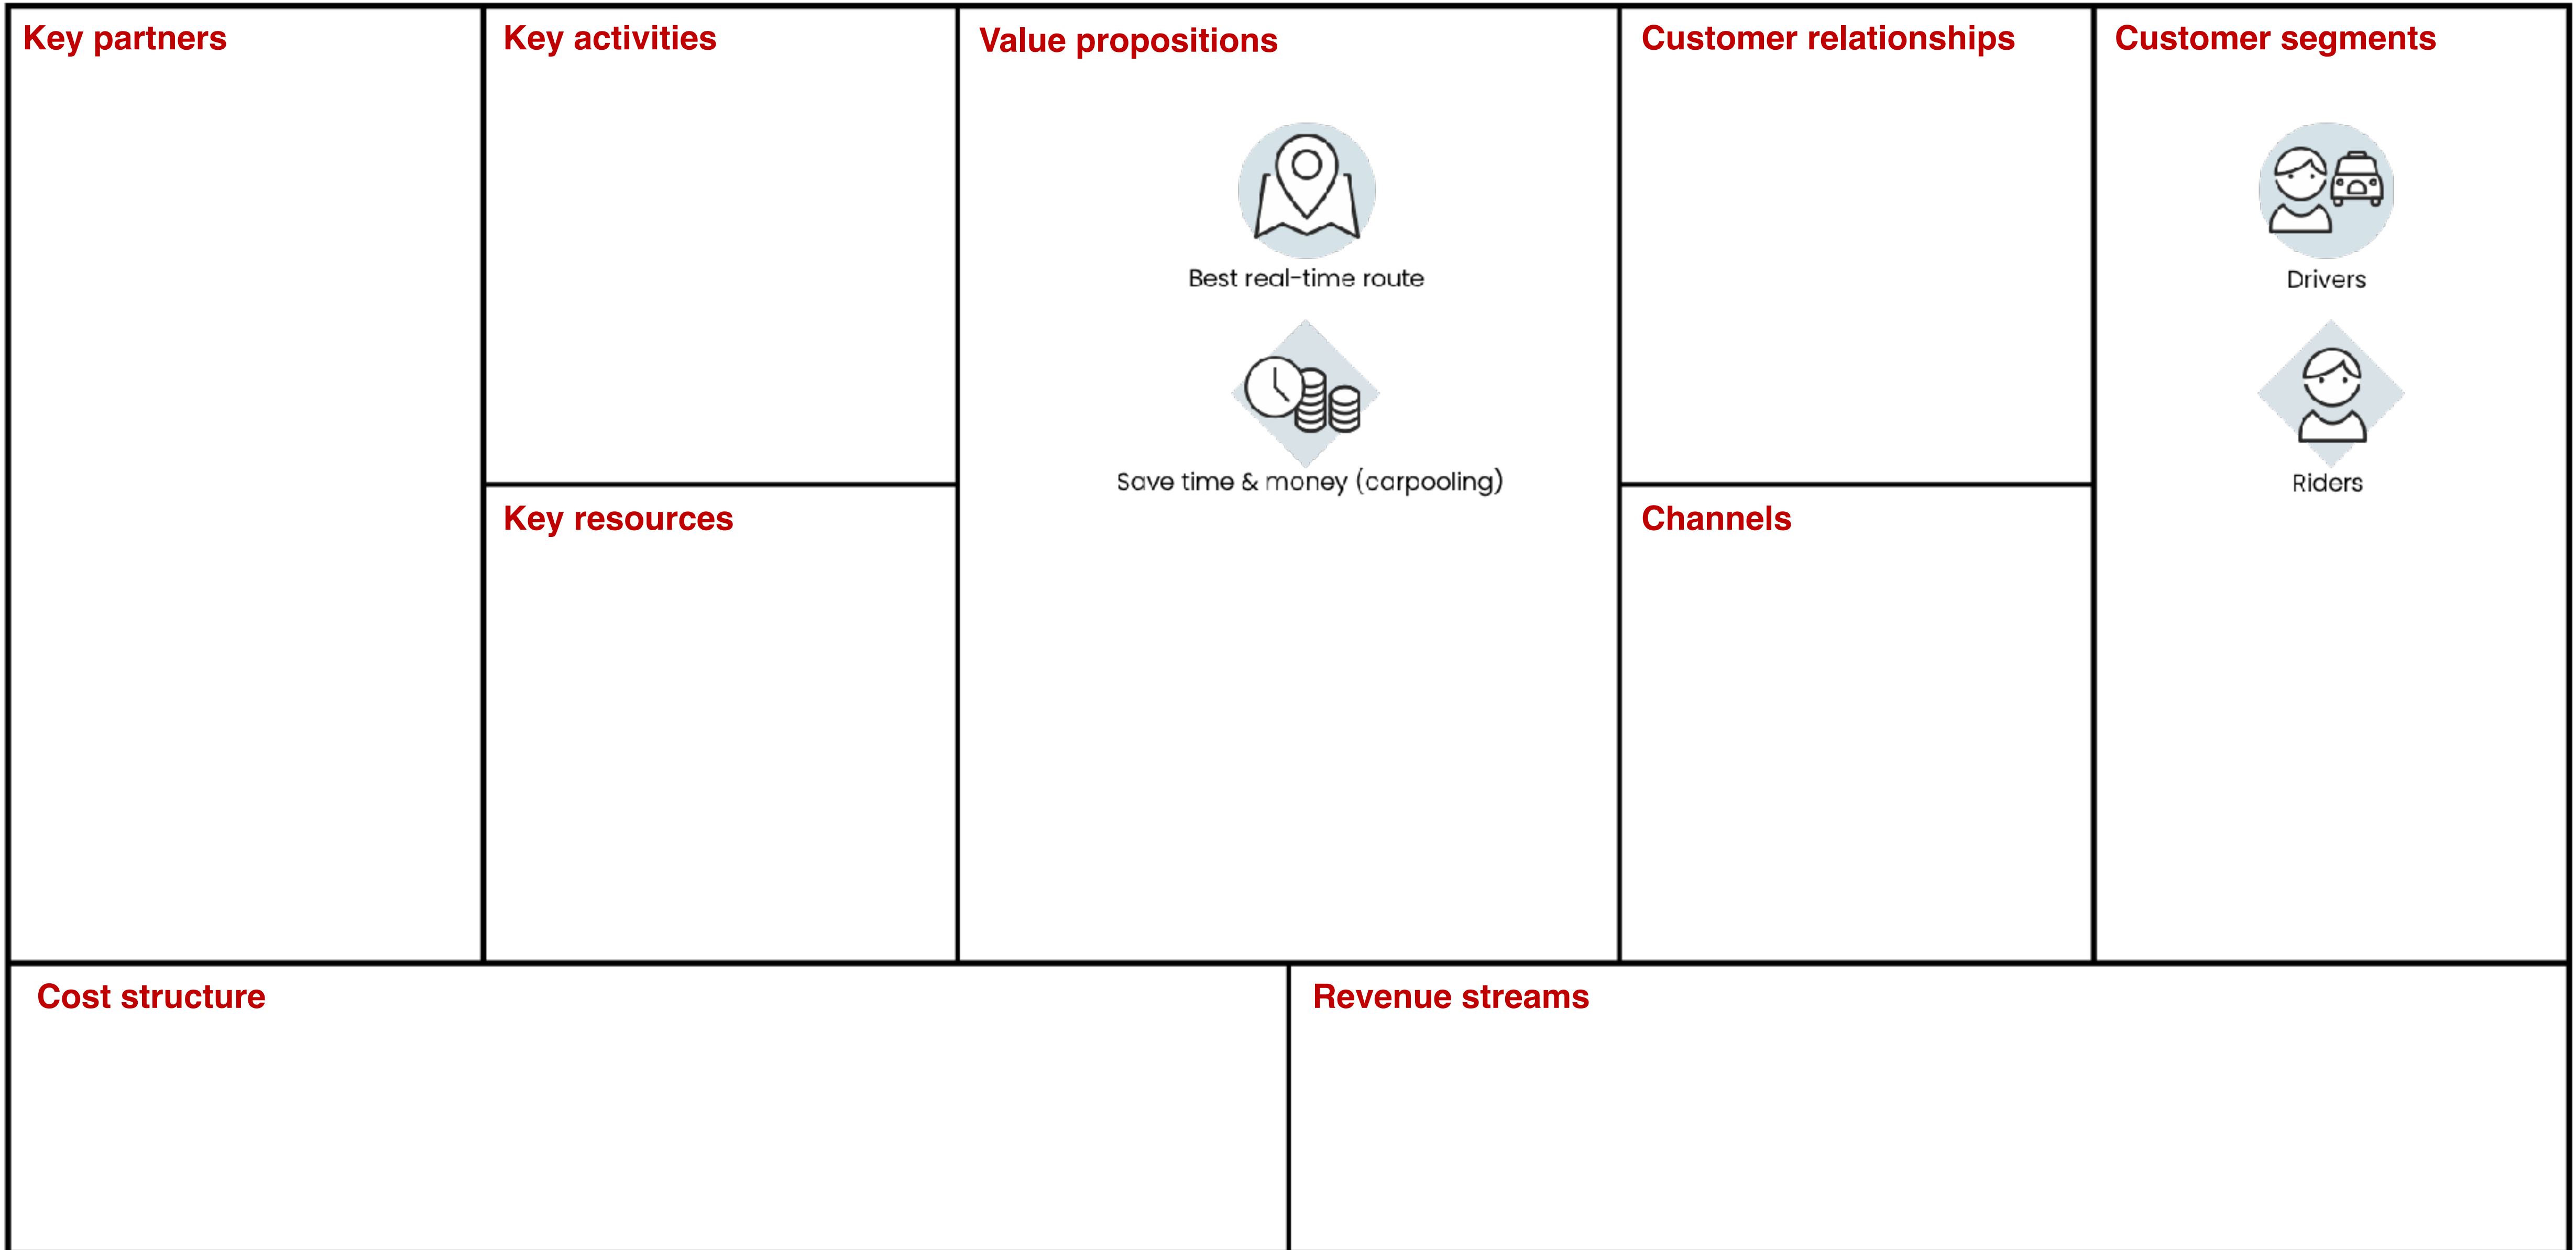 Key partners
Key activities
Value propositions
Customer relationships
Customer segments
Best real-time route
Drivers
Save time & money (carpooling)
Riders
Key resources
Channels
Cost structure
Revenue streams